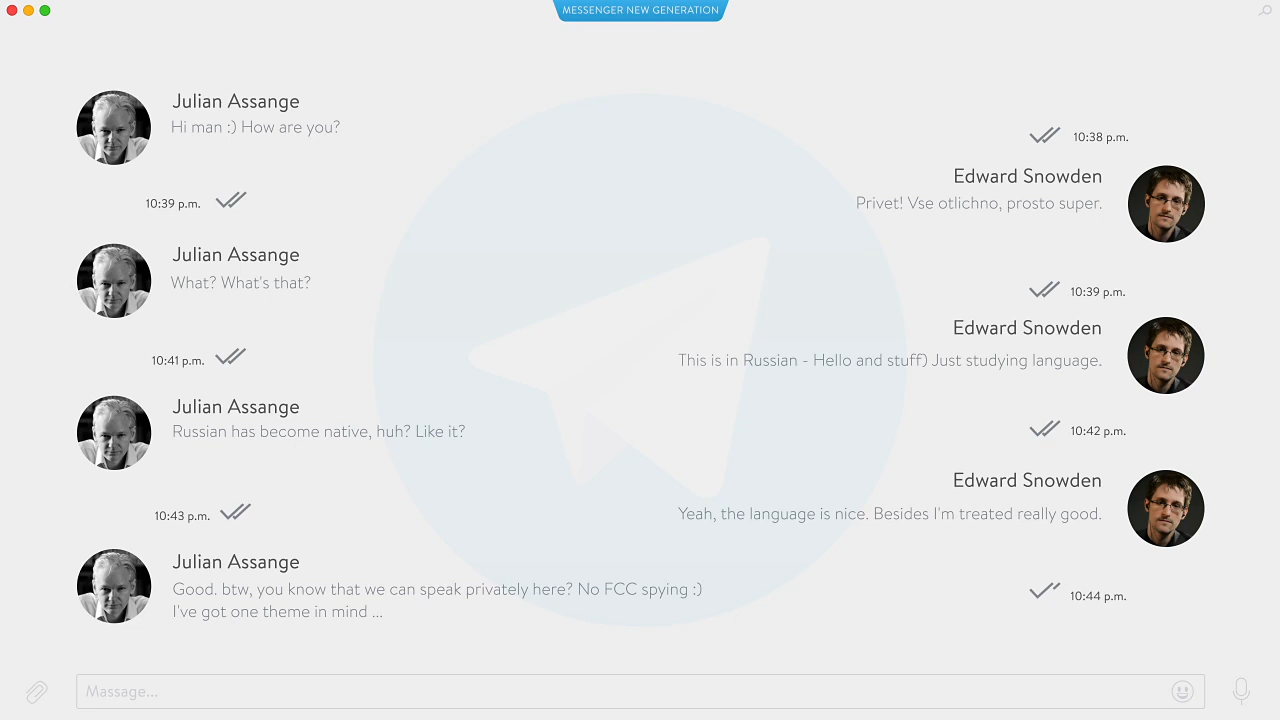 MESSENGER NEW GENERATION
Julian Assange
Hi man :) How are you?
10:38 p.m.
Edward Snowden
Privet! Vse otlichno, prosto super.
10:39 p.m.
Julian Assange
What? What's that?
10:39 p.m.
Edward Snowden
This is in Russian - Hello and stuff) Just studying language.
10:41 p.m.
Julian Assange
Russian has become native, huh? Like it?
10:42 p.m.
Edward Snowden
Yeah, the language is nice. Besides I'm treated really good.
10:43 p.m.
Julian Assange
Good. btw, you know that we can speak privately here? No FCC spying :)
I've got one theme in mind ...
10:44 p.m.
Massage...